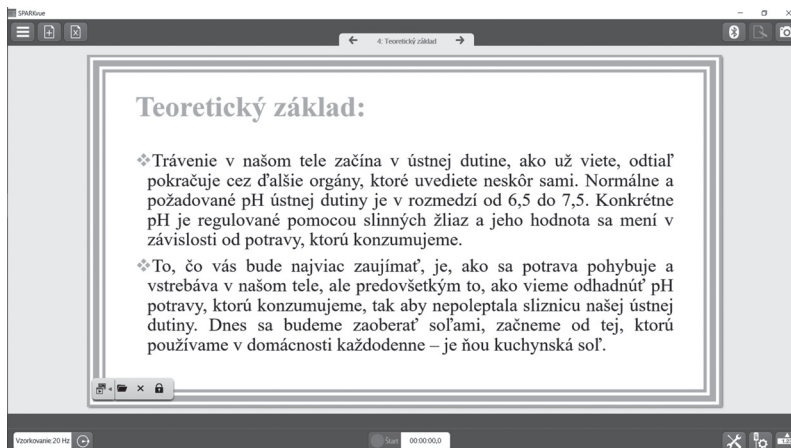 SPARKvue
4: Teoretický základ
Teoretický základ:
❖Trávenie v našom tele začína v ústnej dutine, ako už viete, odtiaľ
pokračuje cez ďalšie orgány, ktoré uvediete neskôr sami. Normálne a
požadované pH ústnej dutiny je v rozmedzí od 6,5 do 7,5. Konkrétne
pH je regulované pomocou slinných žliaz a jeho hodnota sa mení v
závislosti od potravy, ktorú konzumujeme.
❖To, čo vás bude najviac zaujímať, je, ako sa potrava pohybuje a
vstrebáva v našom tele, ale predovšetkým to, ako vieme odhadnúť pH
potravy, ktorú konzumujeme, tak aby nepoleptala sliznicu našej ústnej
dutiny. Dnes sa budeme zaoberať soľami, začneme od tej, ktorú
používame v domácnosti každodenne – je ňou kuchynská soľ.
Vzorkovanie:20 Hz
Štart
00:00:00,0